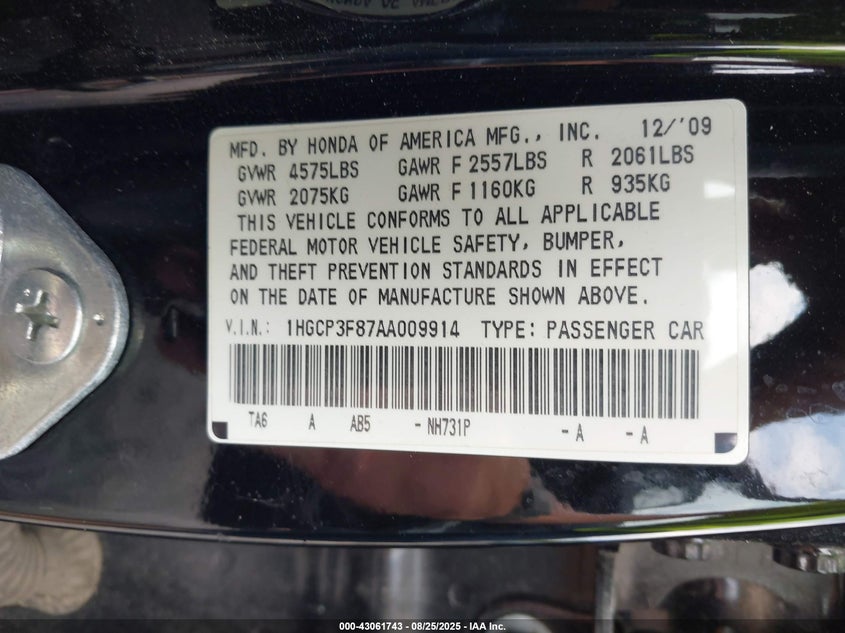 MFD. BY HONDA OF AMERICA MFG., INC. 12/'09
GVWR 4575LBS GAWR F 2557LBS R 2061LBS
GVWR 2075KG GAWR F 1160KG R 935KG
THIS VEHICLE CONFORMS TO ALL APPLICABLE
FEDERAL MOTOR VEHICLE SAFETY, BUMPER,
AND THEFT PREVENTION STANDARDS IN EFFECT
ON THE DATE OF MANUFACTURE SHOWN ABOVE.
V.I.N.: 1HGCP3F87AA009914 TYPE: PASSENGER CAR
TA6 A AB5 -NH731P -A -A
000-43061743 - 08/25/2025 - IAA Inc.